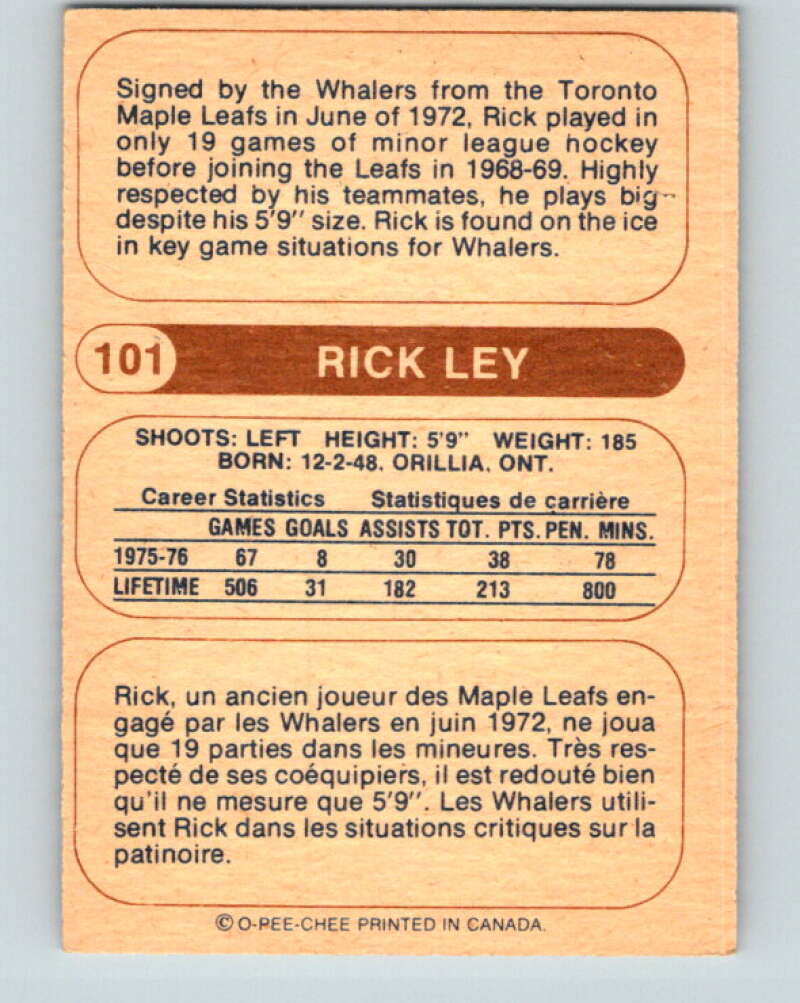 Signed by the Whalers from the Toronto
Maple Leafs in June of 1972, Rick played in
only 19 games of minor league hockey
before joining the Leafs in 1968-69. Highly
respected by his teammates, he plays big
despite his 5'9" size. Rick is found on the ice
in key game situations for Whalers.
101 RICK LEY
SHOOTS: LEFT HEIGHT: 5'9" WEIGHT: 185
BORN: 12-2-48. ORILLIA, ONT.
Career Statistics Statistiques de carrière
GAMES GOALS ASSISTS TOT. PTS. PEN. MINS.
1975-76 67 8 30 38 78
LIFETIME 506 31 182 213 800
Rick, un ancien joueur des Maple Leafs en-
gagé par les Whalers en juin 1972, ne joua
que 19 parties dans les mineures. Très res-
pecté de ses coéquipiers, il est redouté bien
qu'il ne mesure que 5'9". Les Whalers utili-
sent Rick dans les situations critiques sur la
patinoire.
© O-PEE-CHEE PRINTED IN CANADA.